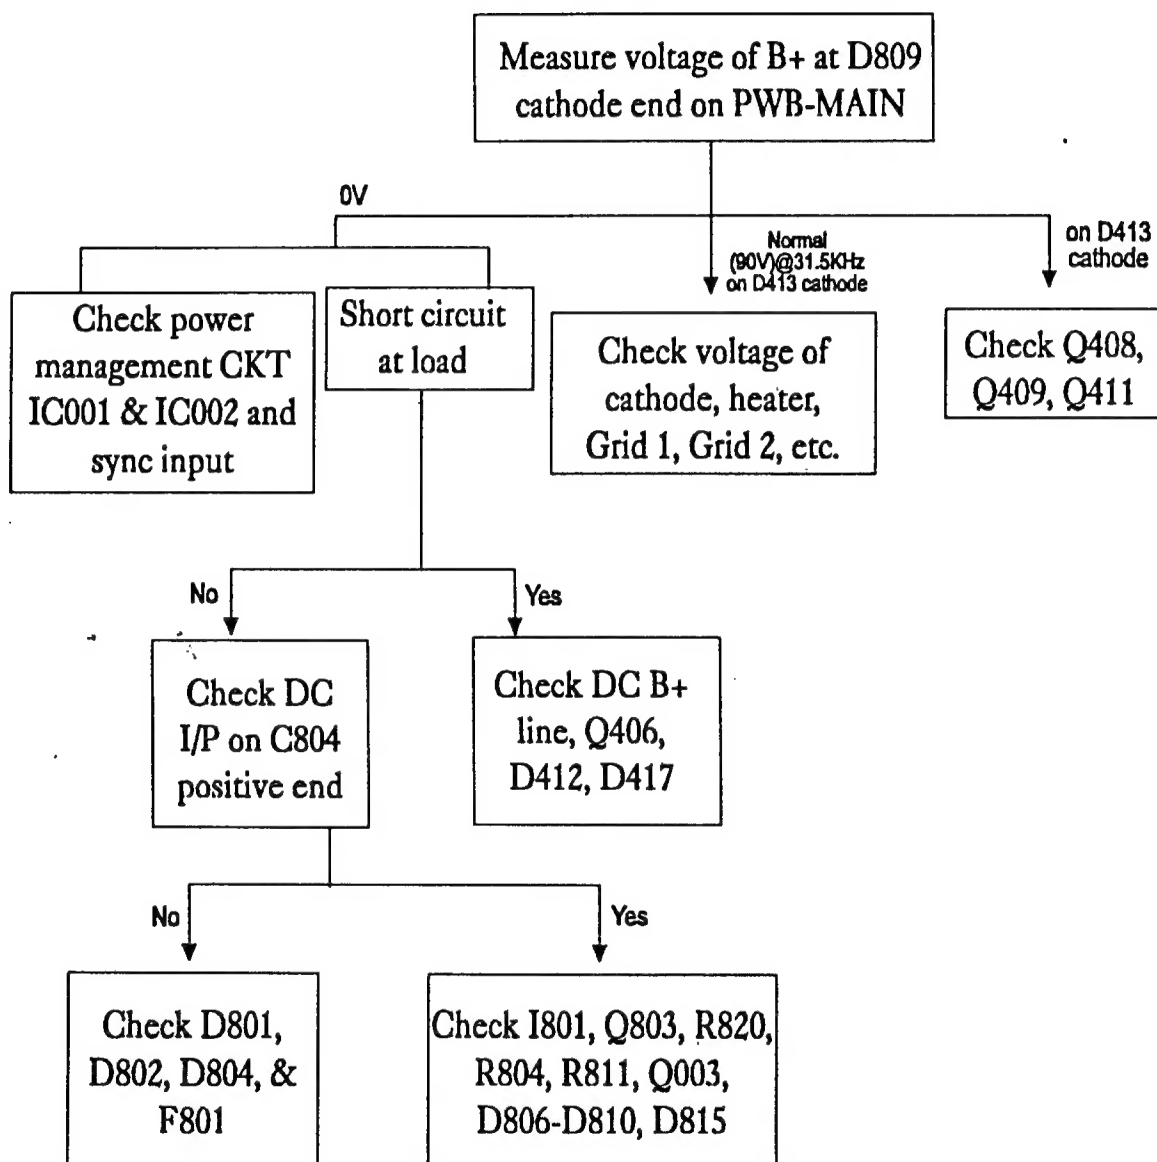 Measure voltage of B+ at D809
cathode end on PWB-MAIN
0V
Normal
(90V)@31.5KHz
on D413 cathode
on D413
cathode
Check power
management CKT
IC001 & IC002 and
sync input
Short circuit
at load
Check voltage of
cathode, heater,
Grid 1, Grid 2, etc.
Check Q408,
Q409, Q411
No
Yes
Check DC
I/P on C804
positive end
Check DC B+
line, Q406,
D412, D417
No
Yes
Check D801,
D802, D804, &
F801
Check I801, Q803, R820,
R804, R811, Q003,
D806-D810, D815